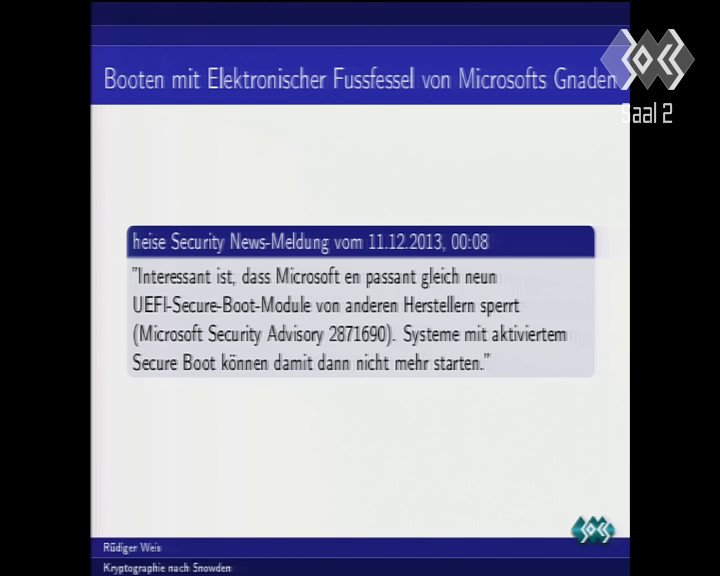 Booten mit Elektronischer Fussfessel von Microsofts Gnaden
Saal 2
heise Security News-Meldung vom 11.12.2013, 00:08
"Interessant ist, dass Microsoft en passant gleich neun
UEFI-Secure-Boot-Module von anderen Herstellern sperrt
(Microsoft Security Advisory 2871690). Systeme mit aktiviertem
Secure Boot können damit dann nicht mehr starten."
Rüdiger Weis
Kryptographie nach Snowden